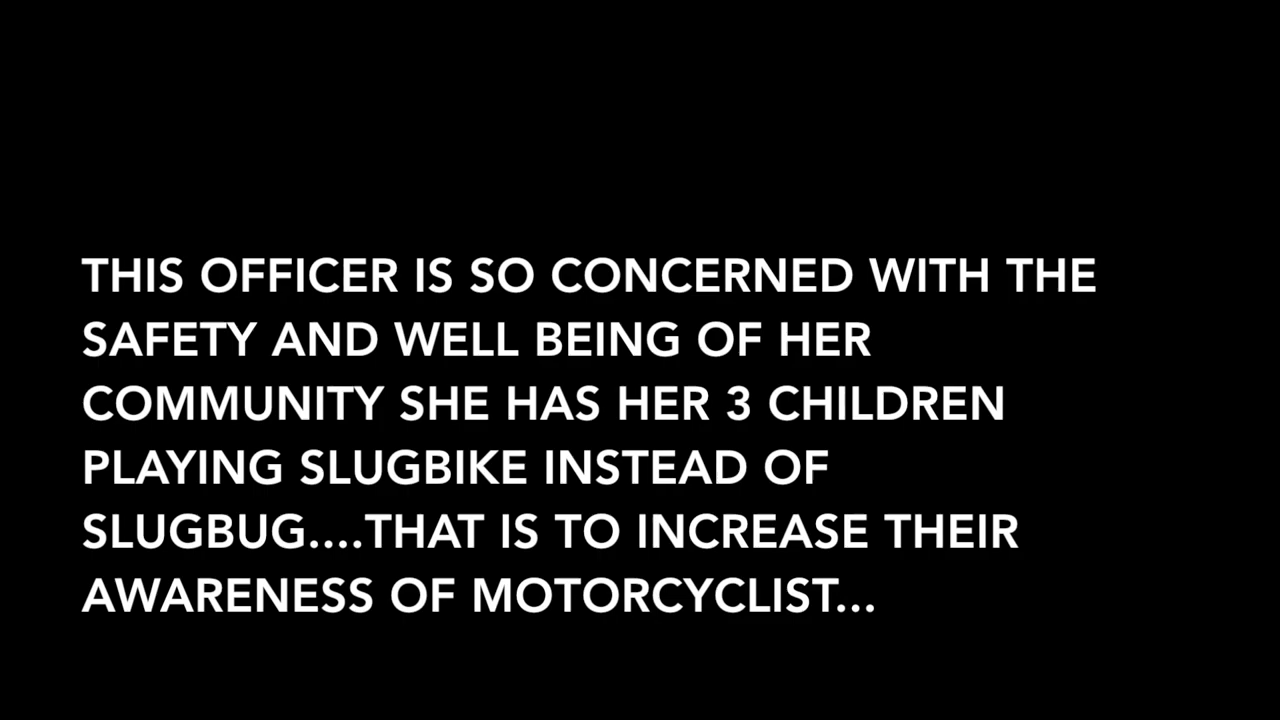 THIS OFFICER IS SO CONCERNED WITH THE
SAFETY AND WELL BEING OF HER
COMMUNITY SHE HAS HER 3 CHILDREN
PLAYING SLUGBIKE INSTEAD OF
SLUGBUG....THAT IS TO INCREASE THEIR
AWARENESS OF MOTORCYCLIST...